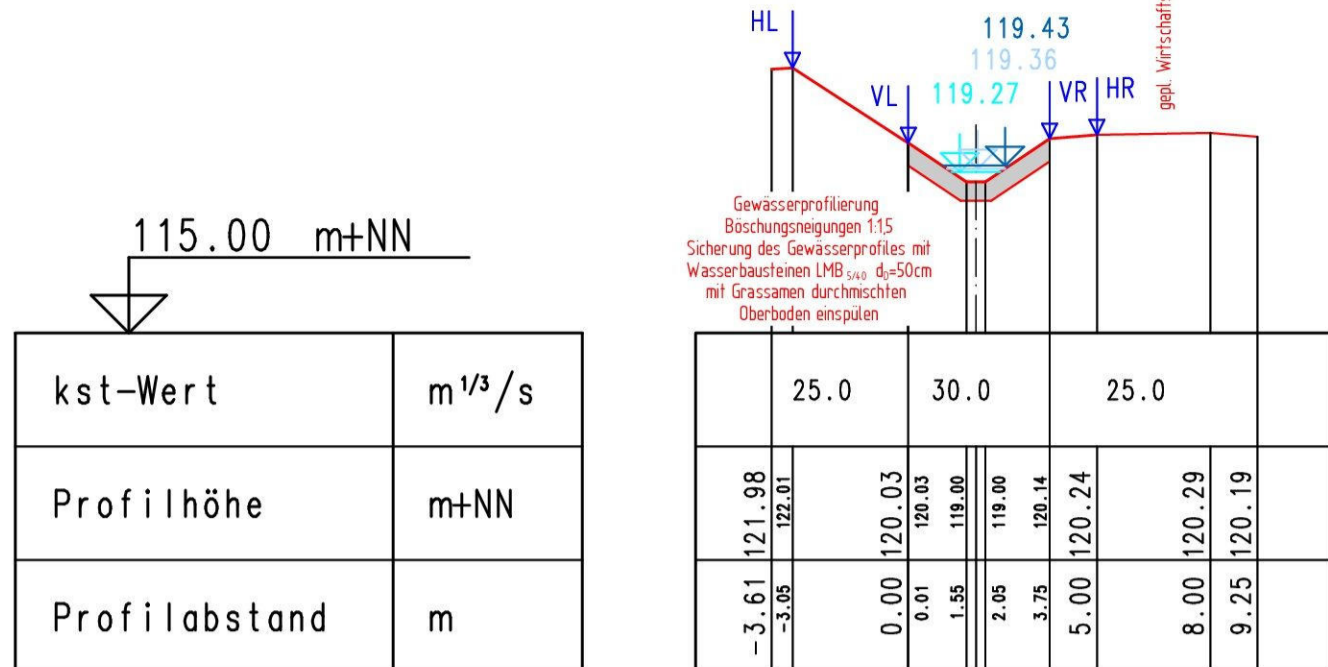 HL
119.43
119.36
VL 119.27 VR HR
gepl. Wirtschafts
115.00 m+NN
Gewässerprofilierung
Böschungsneigungen 1:1,5
Sicherung des Gewässerprofiles mit
Wasserbausteinen LMB 5/40 dD=50cm
mit Grassamen durchmischten
Oberboden einspülen
kst-Wert m1/3/s 25.0 30.0 25.0
Profilhöhe m+NN 121.98 122.01 120.03 120.03 119.00 119.00 120.14 120.24 120.29 120.19
Profilabstand m -3.61 -3.05 0.00 0.01 1.55 2.05 3.75 5.00 8.00 9.25